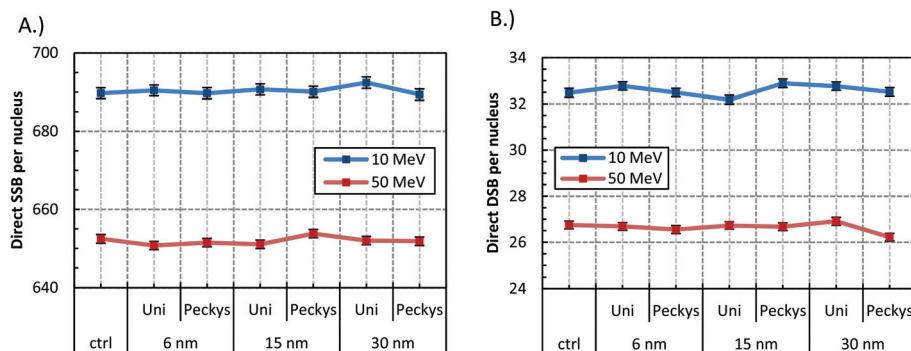 A.)
Direct SSB per nucleus
700
680
660
640
10 MeV
50 MeV
Uni Peckys Uni Peckys Uni Peckys
ctrl 6 nm 15 nm 30 nm
B.)
Direct DSB per nucleus
34
32
30
28
26
24
10 MeV
50 MeV
Uni Peckys Uni Peckys Uni Peckys
ctrl 6 nm 15 nm 30 nm